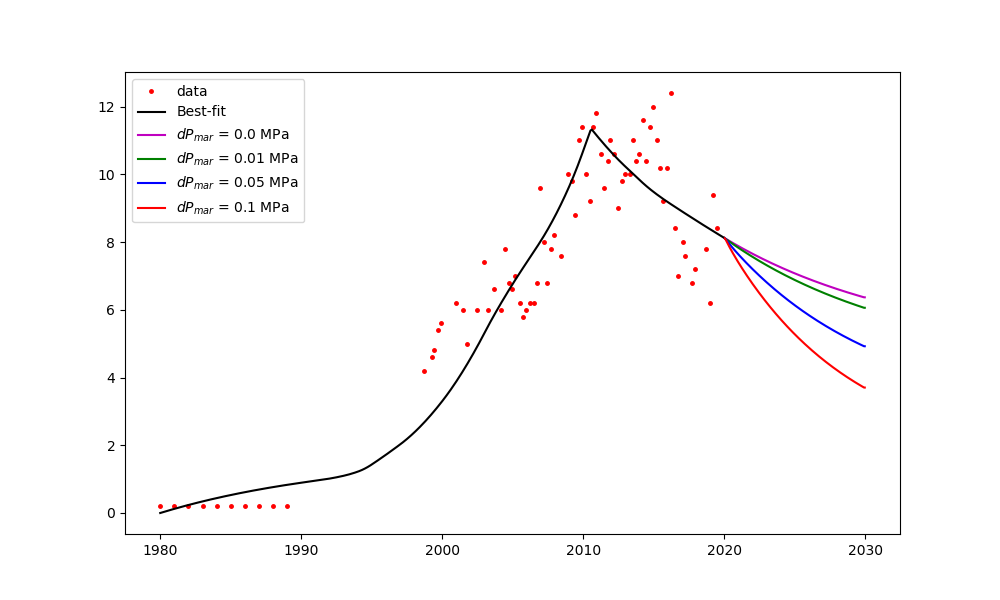 data
Best-fit
dP_mar = 0.0 MPa
dP_mar = 0.01 MPa
dP_mar = 0.05 MPa
dP_mar = 0.1 MPa
12
10
8
6
4
2
0
1980 1990 2000 2010 2020 2030